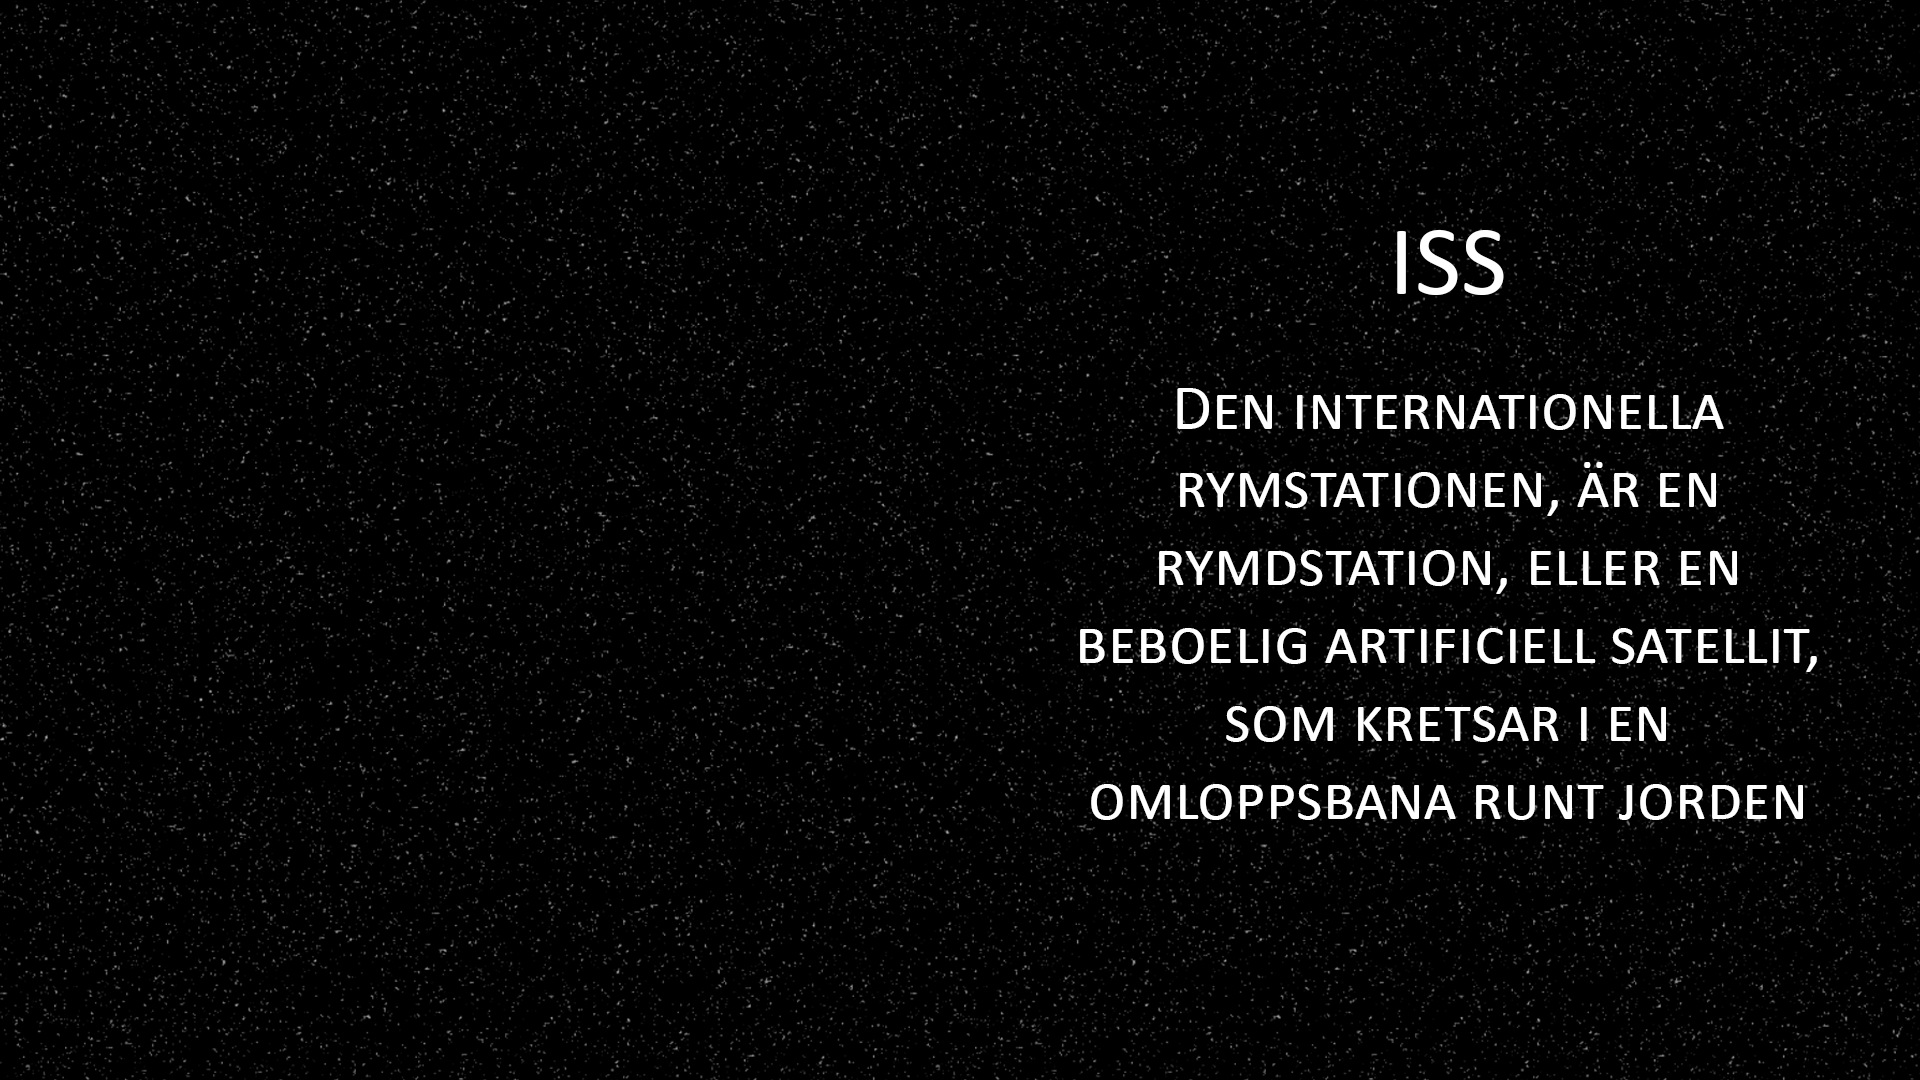 ISS
Den internationella
rymstationen, är en
rymdstation, eller en
beboelig artificiell satellit,
som kretsar i en
omloppsbana runt jorden